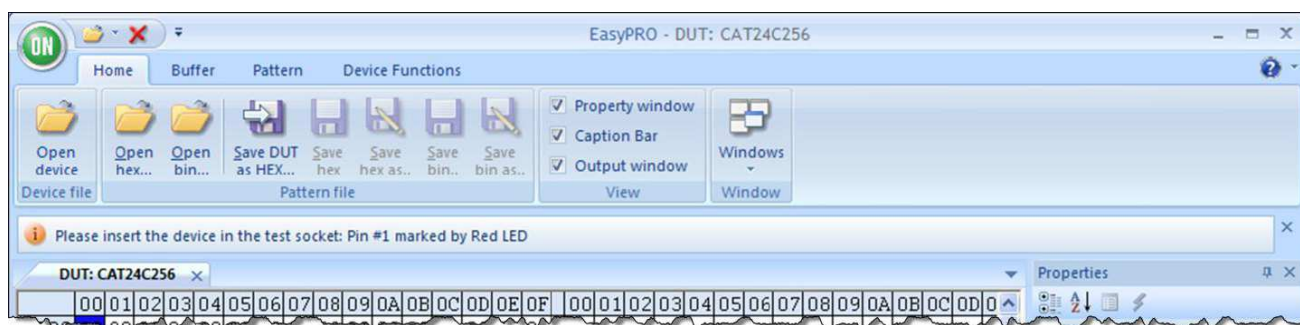 EasyPRO - DUT: CAT24C256
ON
Home Buffer Pattern Device Functions
Open device
Open hex...
Open bin...
Save DUT as HEX...
Save hex
Save hex as..
Save bin..
Save bin as..
Property window
Caption Bar
Output window
Windows
Device file Pattern file View Window
Please insert the device in the test socket: Pin #1 marked by Red LED
DUT: CAT24C256
Properties
00 01 02 03 04 05 06 07 08 09 0A 0B 0C 0D 0E 0F 00 01 02 03 04 05 06 07 08 09 0A 0B 0C 0D 0